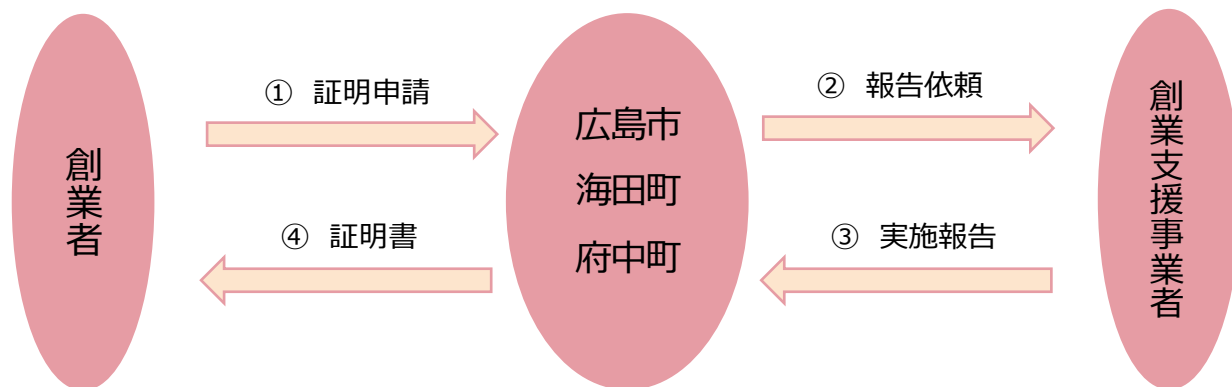 創業者
① 証明申請
④ 証明書
広島市
海田町
府中町
② 報告依頼
③ 実施報告
創業支援事業者